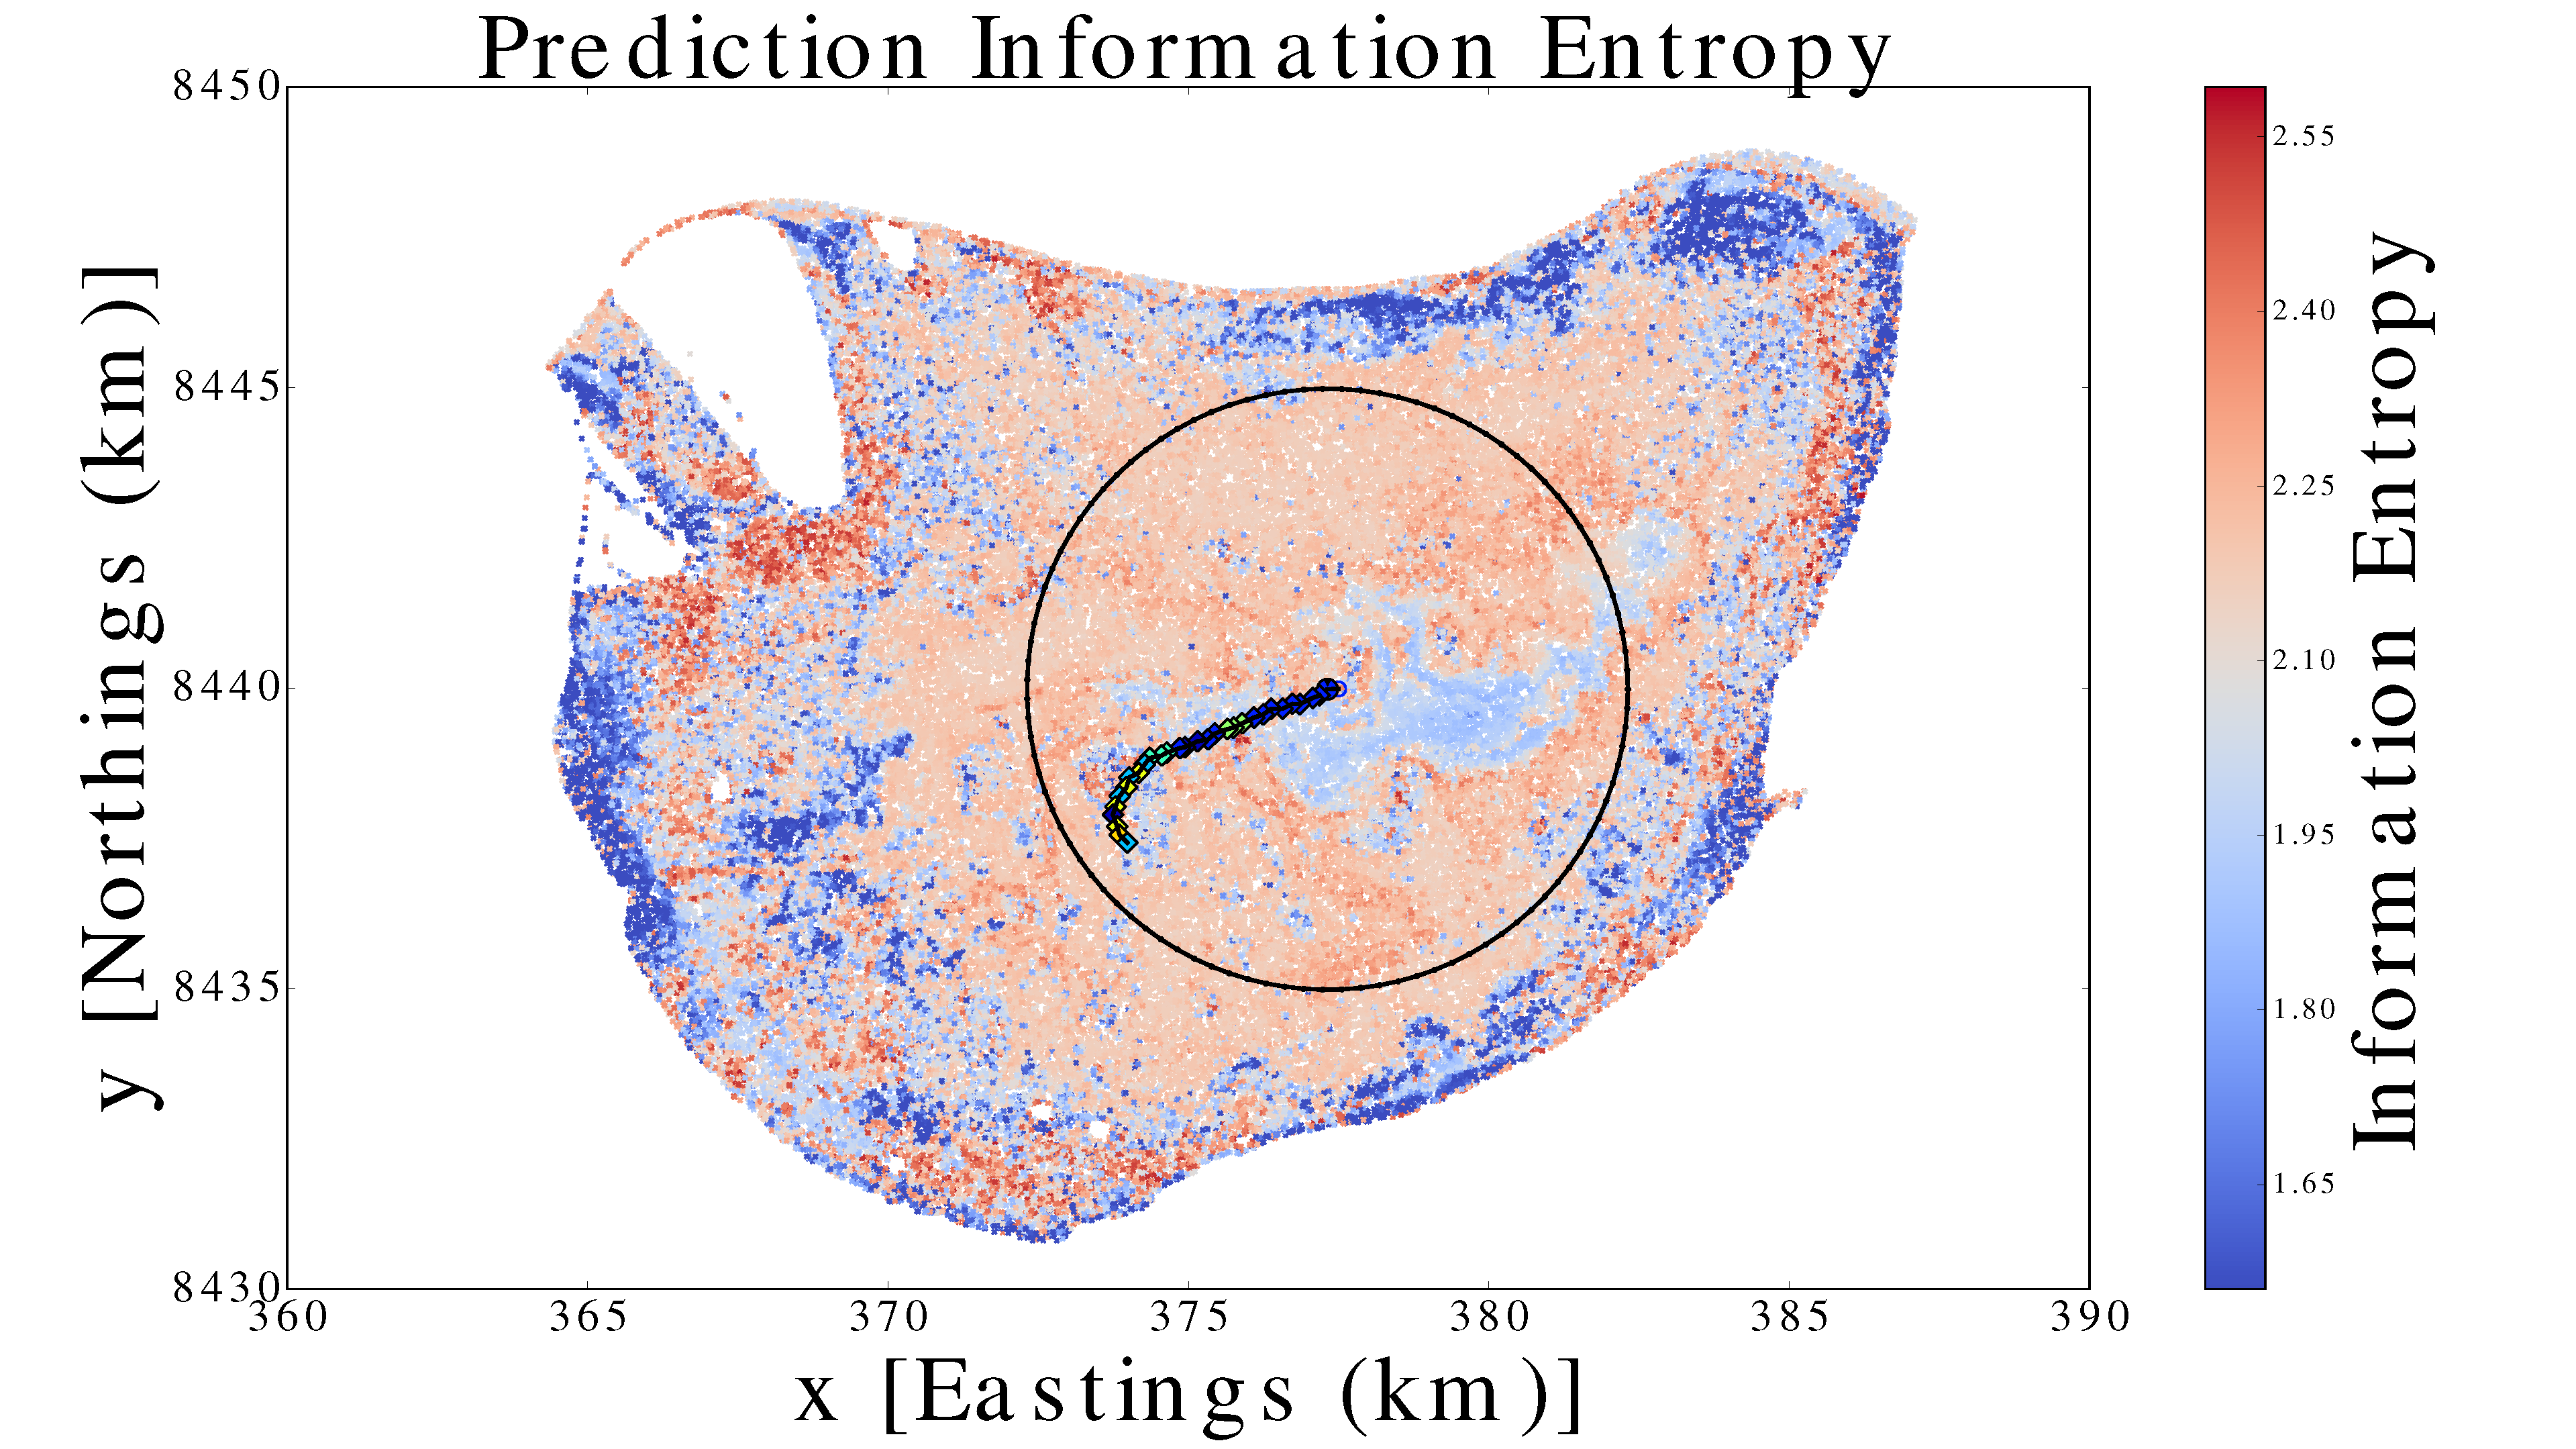 Prediction Information Entropy
8450
8445
8440
8435
8430
y [Northings (km)]
360 365 370 375 380 385 390
x [Eastings (km)]
2.55
2.40
2.25
2.10
1.95
1.80
1.65
Information Entropy